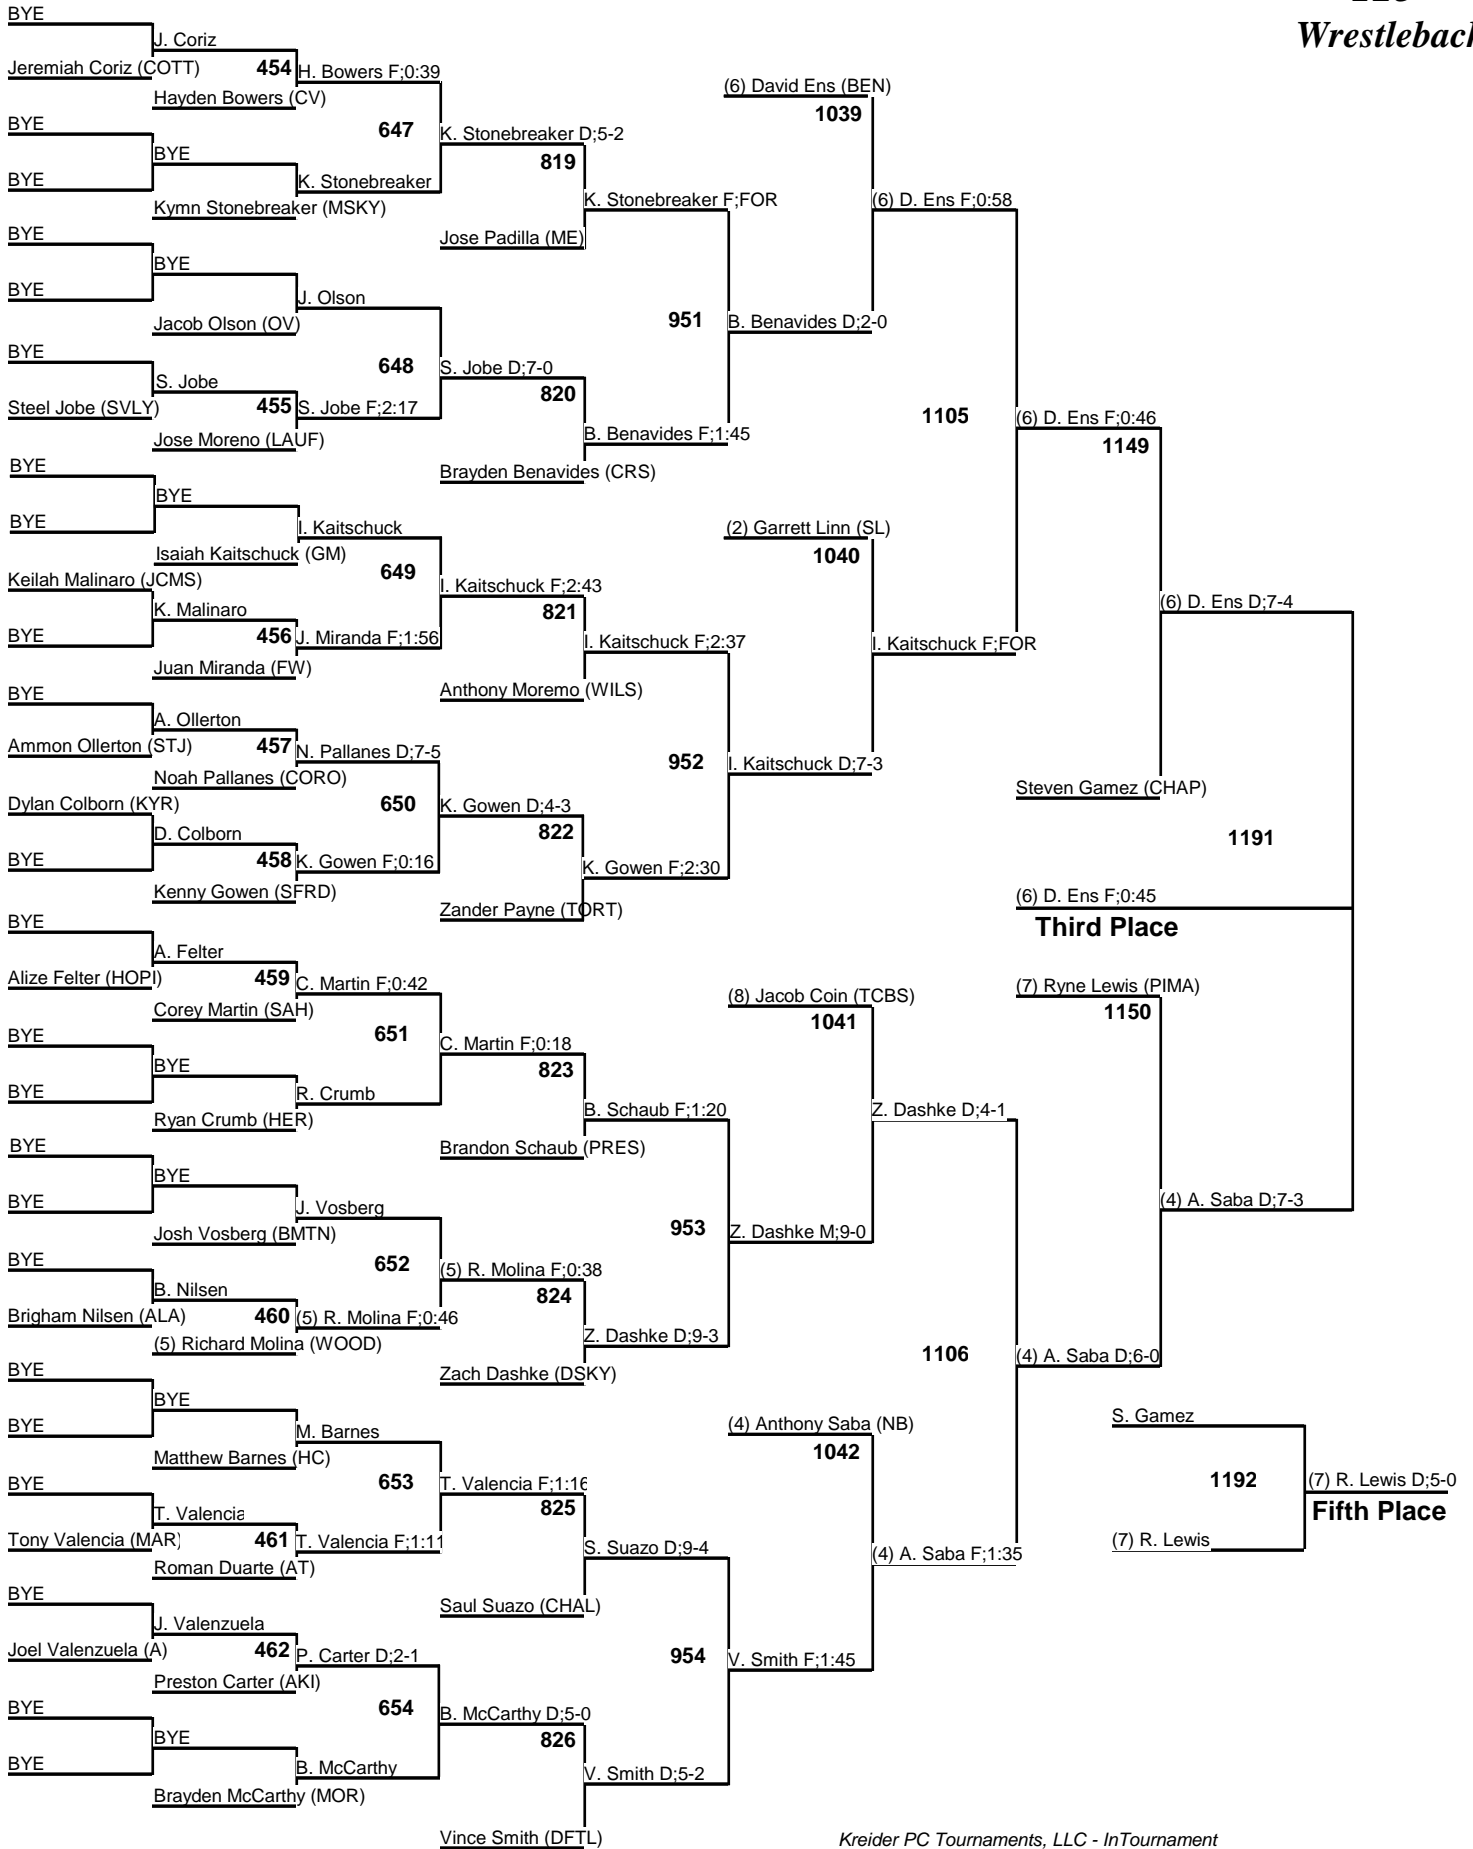 Wrestleback
BYE
J. Coriz
Jeremiah Coriz (COTT)
454
H. Bowers F;0:39
Hayden Bowers (CV)
BYE
647
K. Stonebreaker D;5-2
BYE
819
BYE
K. Stonebreaker
K. Stonebreaker F;FOR
Kymn Stonebreaker (MSKY)
BYE
Jose Padilla (ME)
BYE
BYE
J. Olson
Jacob Olson (OV)
951
B. Benavides D;2-0
BYE
648
S. Jobe D;7-0
S. Jobe
820
Steel Jobe (SVLY)
455
S. Jobe F;2:17
Jose Moreno (LAUF)
B. Benavides F;1:45
BYE
Brayden Benavides (CRS)
BYE
BYE
I. Kaitschuck
Isaiah Kaitschuck (GM)
649
Keilah Malinaro (JCMS)
I. Kaitschuck F;2:43
K. Malinaro
821
BYE
456
J. Miranda F;1:56
I. Kaitschuck F;2:37
Juan Miranda (FW)
BYE
Anthony Moremo (WILS)
A. Ollerton
Ammon Ollerton (STJ)
457
N. Pallanes D;7-5
952
I. Kaitschuck D;7-3
Noah Pallanes (CORO)
Dylan Colborn (KYR)
650
K. Gowen D;4-3
D. Colborn
822
BYE
458
K. Gowen F;0:16
K. Gowen F;2:30
Kenny Gowen (SFRD)
Zander Payne (TORT)
BYE
A. Felter
Alize Felter (HOPI)
459
C. Martin F;0:42
Corey Martin (SAH)
BYE
651
C. Martin F;0:18
BYE
823
BYE
R. Crumb
B. Schaub F;1:20
Ryan Crumb (HER)
BYE
Brandon Schaub (PRES)
BYE
BYE
J. Vosberg
Josh Vosberg (BMTN)
953
Z. Dashke M;9-0
BYE
652
(5) R. Molina F;0:38
B. Nilsen
824
Brigham Nilsen (ALA)
460
(5) R. Molina F;0:46
(5) Richard Molina (WOOD)
Z. Dashke D;9-3
BYE
Zach Dashke (DSKY)
BYE
BYE
M. Barnes
Matthew Barnes (HC)
BYE
653
T. Valencia F;1:16
T. Valencia
825
Tony Valencia (MAR)
461
T. Valencia F;1:11
S. Suazo D;9-4
Roman Duarte (AT)
BYE
Saul Suazo (CHAL)
J. Valenzuela
Joel Valenzuela (A)
462
P. Carter D;2-1
954
V. Smith F;1:45
Preston Carter (AKI)
BYE
654
B. McCarthy D;5-0
BYE
826
BYE
B. McCarthy
V. Smith D;5-2
Brayden McCarthy (MOR)
Vince Smith (DFTL)
(6) David Ens (BEN)
1039
(6) D. Ens F;0:58
1105
(6) D. Ens F;0:46
1149
(2) Garrett Linn (SL)
1040
I. Kaitschuck F;FOR
(6) D. Ens D;7-4
Steven Gamez (CHAP)
1191
(6) D. Ens F;0:45
Third Place
(8) Jacob Coin (TCBS)
1041
(7) Ryne Lewis (PIMA)
1150
Z. Dashke D;4-1
(4) A. Saba D;7-3
1106
(4) A. Saba D;6-0
(4) Anthony Saba (NB)
1042
(4) A. Saba F;1:35
S. Gamez
1192
(7) R. Lewis D;5-0
Fifth Place
(7) R. Lewis
Kreider PC Tournaments, LLC - InTournament